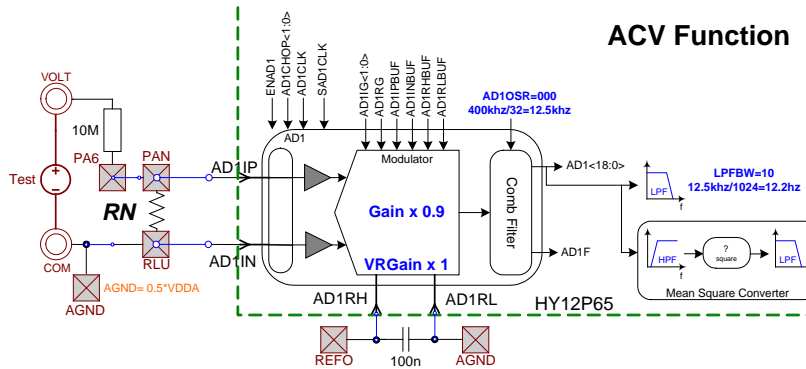 ACV Function
VOLT
10M
PA6
PAN
Test
RN
COM
RLU
AGND= 0.5*VDDA
AGND
ENAD1
AD1CHOP<1:0>
AD1CLK
SAD1CLK
AD1IG<1:0>
AD1RG
AD1IPBUF
AD1INBUF
AD1RHBUF
AD1RLBUF
AD1OSR=000
400khz/32=12.5khz
AD1
Modulator
AD1IP
AD1IN
Gain x 0.9
VRGain x 1
Comb Filter
AD1<18:0>
AD1F
LPF
f
LPFBW=10
12.5khz/1024=12.2hz
HPF
f
?
square
LPF
f
Mean Square Converter
AD1RH
AD1RL
HY12P65
REFO
100n
AGND